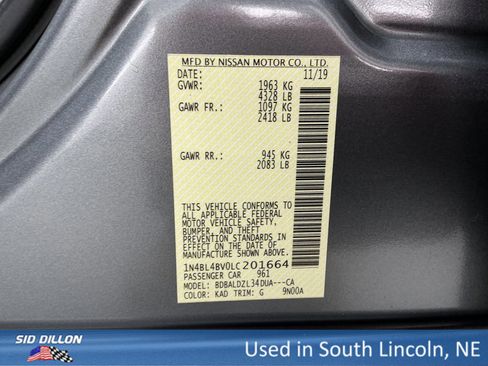 MFD BY NISSAN MOTOR CO., LTD.
DATE: 11/19
GVWR: 1963 KG
4328 LB
GAWR FR.: 1097 KG
2418 LB
GAWR RR.: 945 KG
2083 LB
THIS VEHICLE CONFORMS TO
ALL APPLICABLE FEDERAL
MOTOR VEHICLE SAFETY,
BUMPER, AND THEFT
PREVENTION STANDARDS IN
EFFECT ON THE DATE OF
MANUFACTURE SHOWN ABOVE.
1N4BL4BV0LC201664
PASSENGER CAR 961
MODEL: BDBALDZL34DUA---CA
COLOR: KAD TRIM: G 9N00A
SID DILLON
Used in South Lincoln, NE